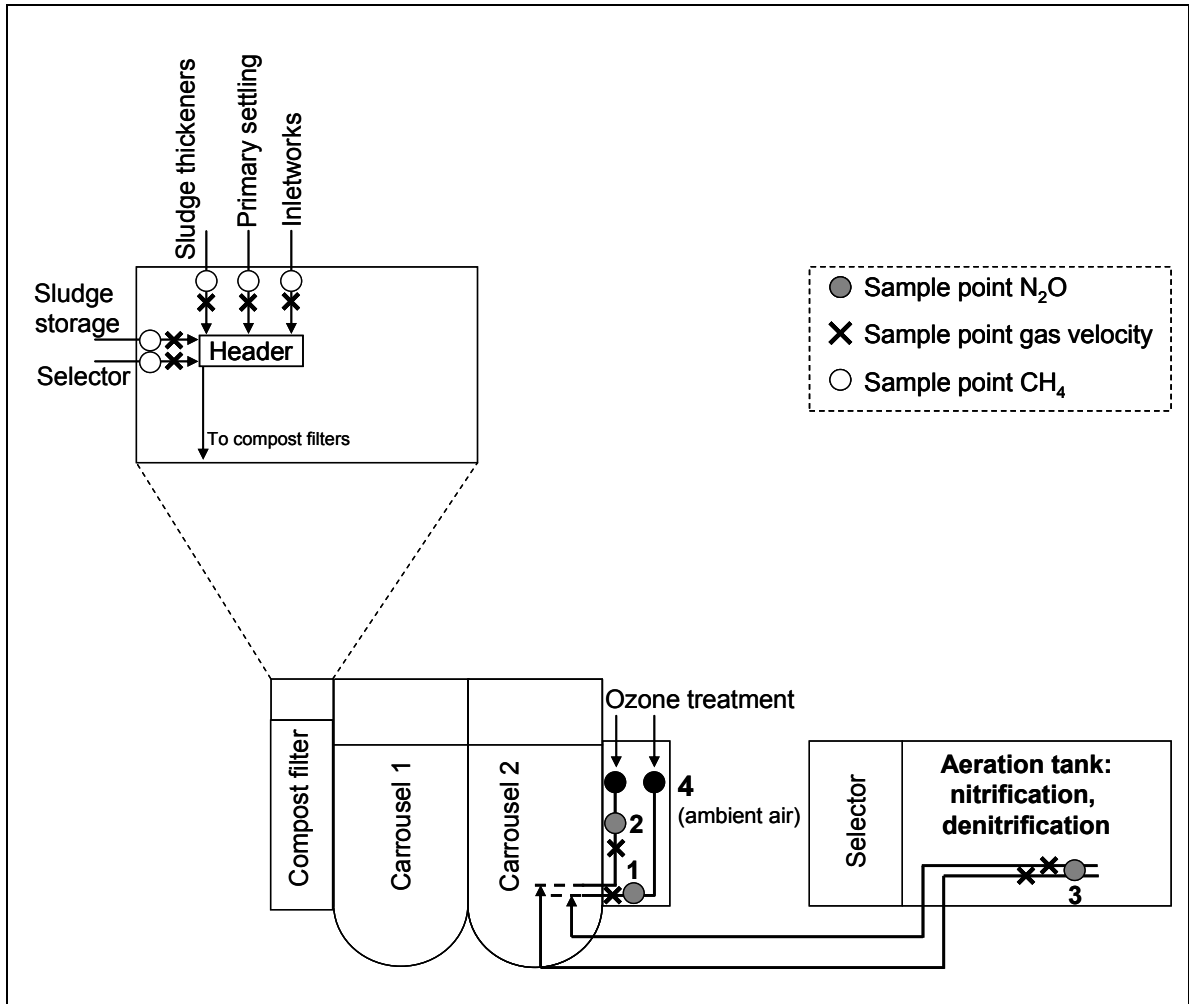 Sludge thickeners
Primary settling
Inletworks
Sludge
storage
Selector
Header
To compost filters
Sample point N₂O
Sample point gas velocity
Sample point CH₄
Ozone treatment
Compost filter
Carrousel 1
Carrousel 2
4
(ambient air)
2
1
Selector
Aeration tank:
nitrification,
denitrification
3